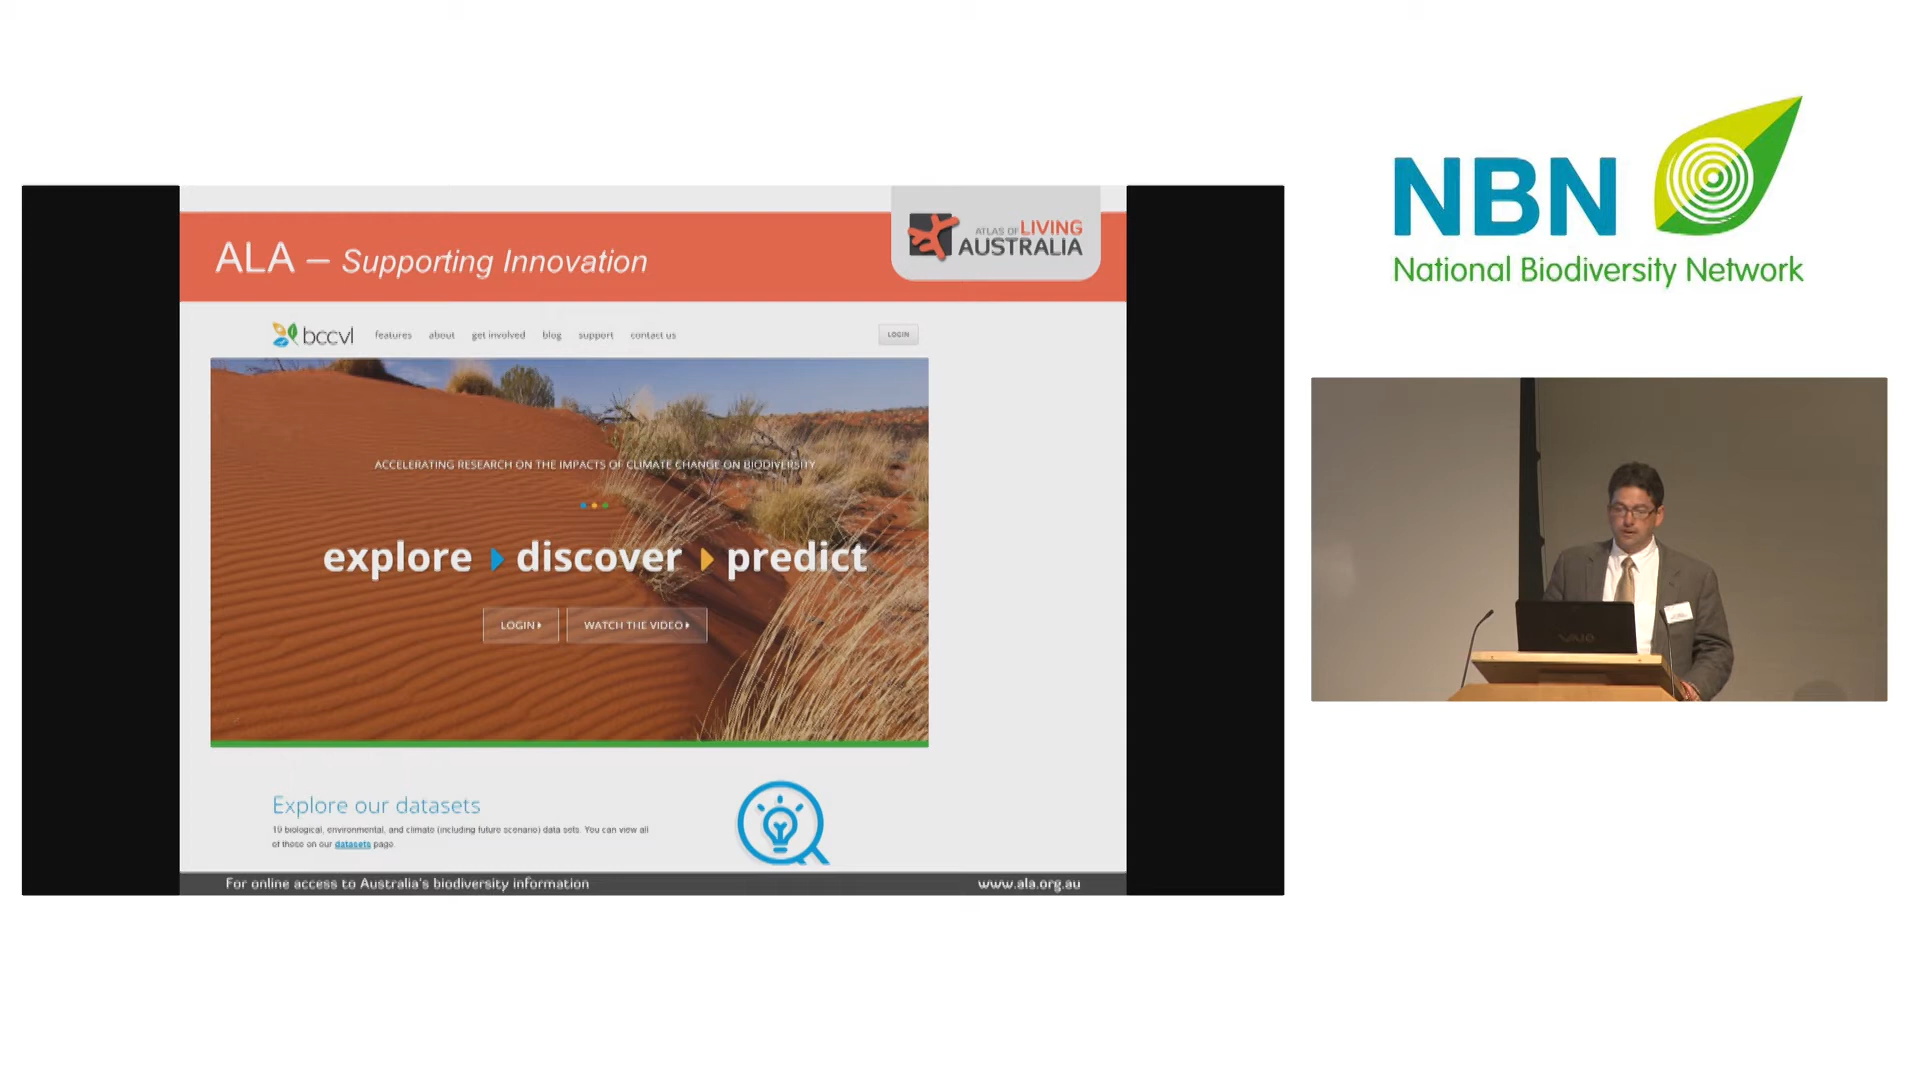 ALA – Supporting Innovation
ATLAS OF LIVING
AUSTRALIA
bccvl features about get involved blog support contact us LOGIN
ACCELERATING RESEARCH ON THE IMPACTS OF CLIMATE CHANGE ON BIODIVERSITY
explore discover predict
LOGIN WATCH THE VIDEO
Explore our datasets
19 biological, environmental, and climate (including future scenario) data sets. You can view all
of those on our datasets page.
For online access to Australia's biodiversity information www.ala.org.au
NBN
National Biodiversity Network
VAIO